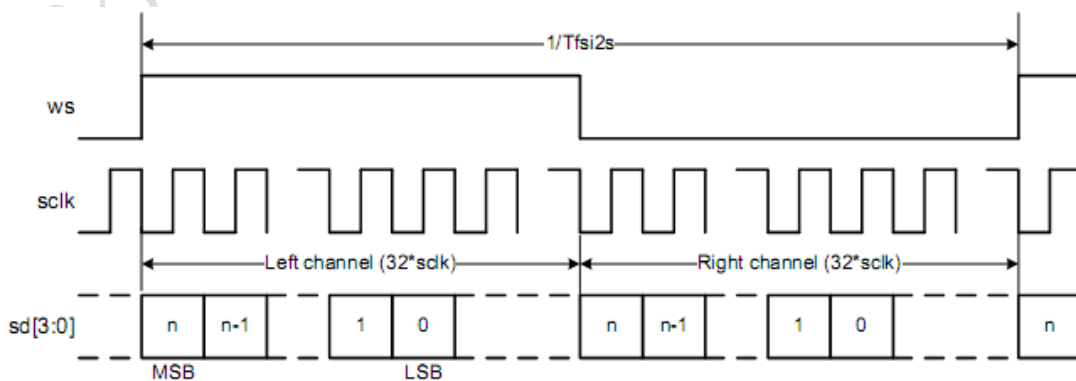 1/Tfsi2s
ws
sclk
Left channel (32*sclk) Right channel (32*sclk)
sd[3:0] n n-1 1 0 n n-1 1 0 n
MSB LSB